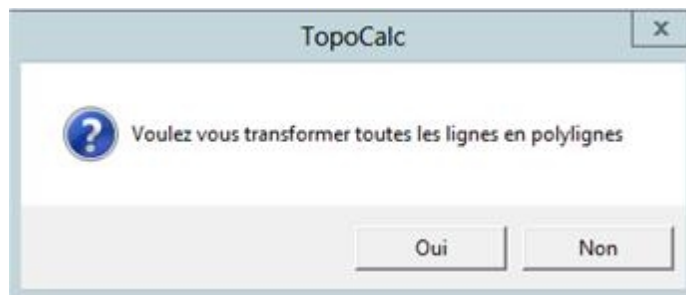 TopoCalc
x
Voulez vous transformer toutes les lignes en polylignes
Oui
Non